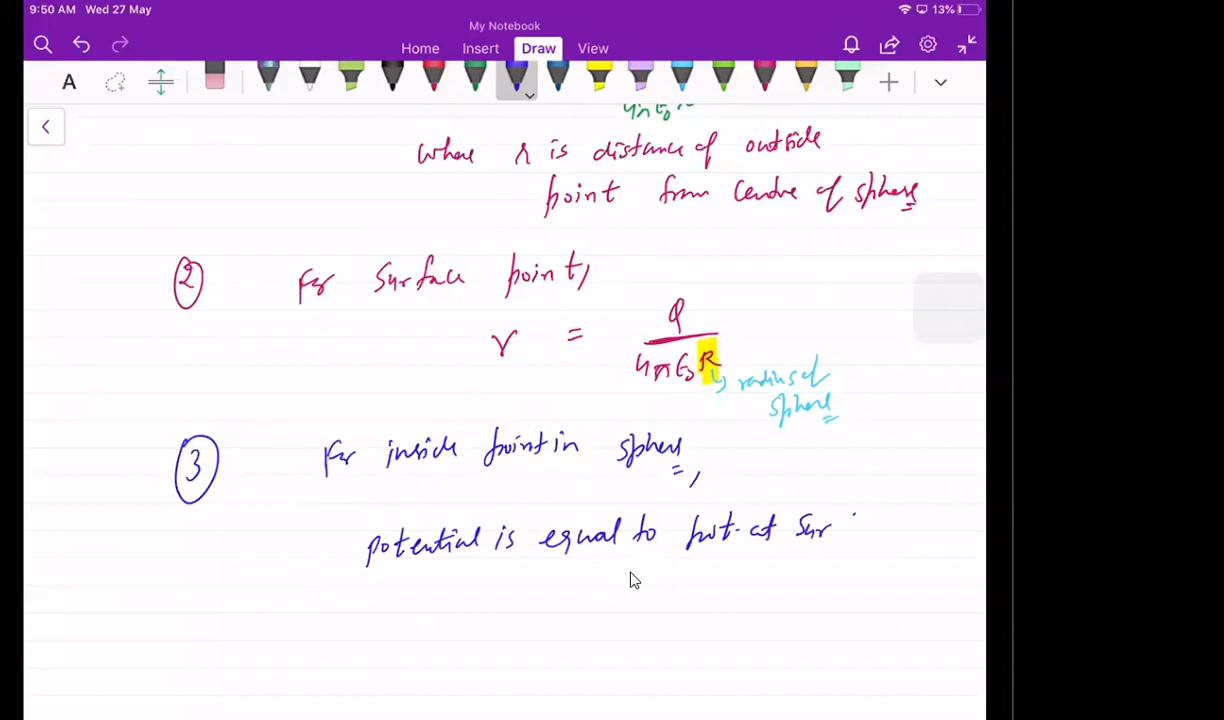 9:50 AM Wed 27 May
13%
My Notebook
Home Insert Draw View
A
4πε₀r
where r is distance of outside
point from centre of sphere
2 For surface point,
V = Q / 4πε₀R
radius of
sphere
3 For inside point in sphere,
potential is equal to pot. at sur